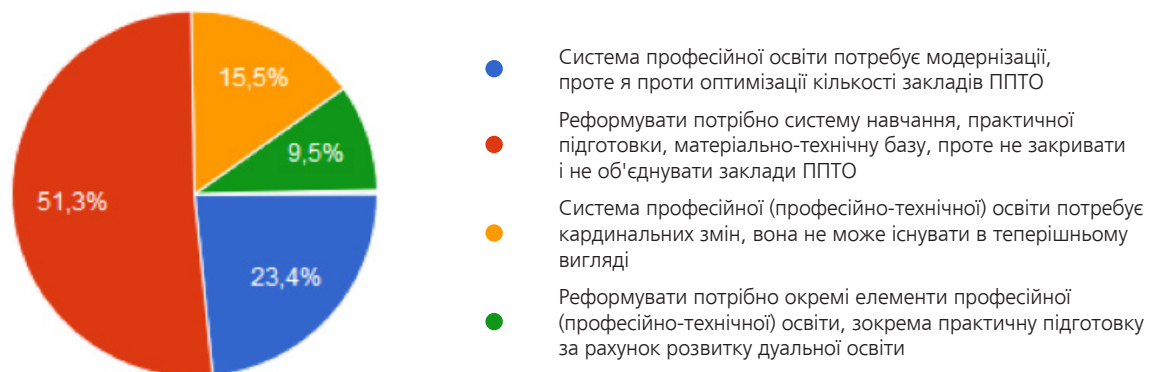 15,5%
9,5%
51,3%
23,4%
Система професійної освіти потребує модернізації,
проте я проти оптимізації кількості закладів ППТО
Реформувати потрібно систему навчання, практичної
підготовки, матеріально-технічну базу, проте не закривати
і не об'єднувати заклади ППТО
Система професійної (професійно-технічної) освіти потребує
кардинальних змін, вона не може існувати в теперішньому
вигляді
Реформувати потрібно окремі елементи професійної
(професійно-технічної) освіти, зокрема практичну підготовку
за рахунок розвитку дуальної освіти